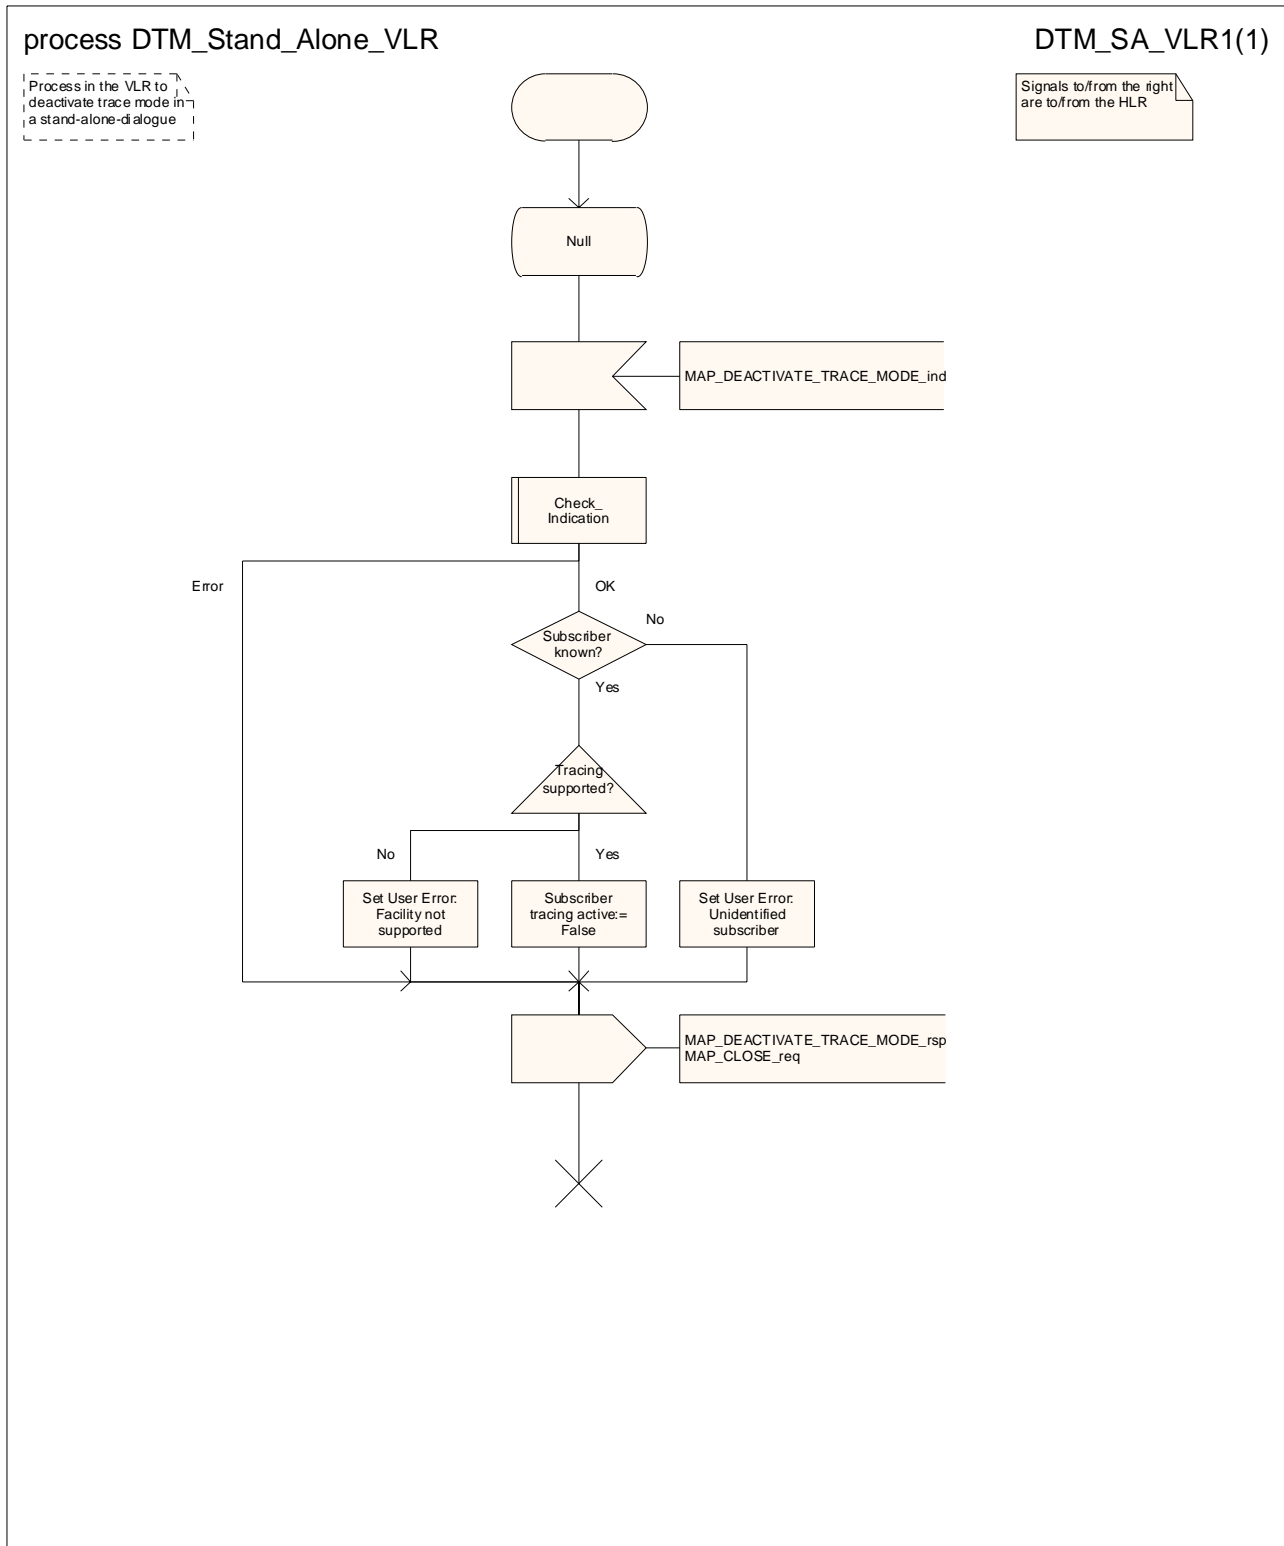 process DTM_Stand_Alone_VLR
DTM_SA_VLR1(1)
Process in the VLR to
deactivate trace mode in
a stand-alone-dialogue
Signals to/from the right
are to/from the HLR
Null
MAP_DEACTIVATE_TRACE_MODE_ind
Check_
Indication
Error
OK
No
Subscriber
known?
Yes
Tracing
supported?
No
Yes
Set User Error:
Facility not
supported
Subscriber
tracing active:=
False
Set User Error:
Unidentified
subscriber
MAP_DEACTIVATE_TRACE_MODE_rsp
MAP_CLOSE_req